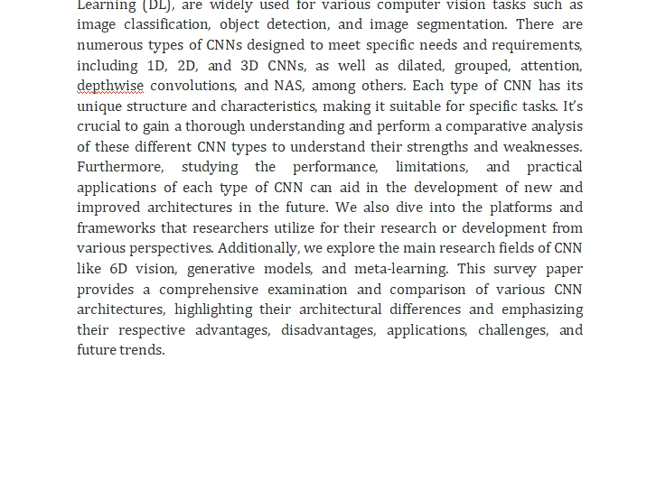 Learning (DL), are widely used for various computer vision tasks such as
image classification, object detection, and image segmentation. There are
numerous types of CNNs designed to meet specific needs and requirements,
including 1D, 2D, and 3D CNNs, as well as dilated, grouped, attention,
depthwise convolutions, and NAS, among others. Each type of CNN has its
unique structure and characteristics, making it suitable for specific tasks. It's
crucial to gain a thorough understanding and perform a comparative analysis
of these different CNN types to understand their strengths and weaknesses.
Furthermore, studying the performance, limitations, and practical
applications of each type of CNN can aid in the development of new and
improved architectures in the future. We also dive into the platforms and
frameworks that researchers utilize for their research or development from
various perspectives. Additionally, we explore the main research fields of CNN
like 6D vision, generative models, and meta-learning. This survey paper
provides a comprehensive examination and comparison of various CNN
architectures, highlighting their architectural differences and emphasizing
their respective advantages, disadvantages, applications, challenges, and
future trends.